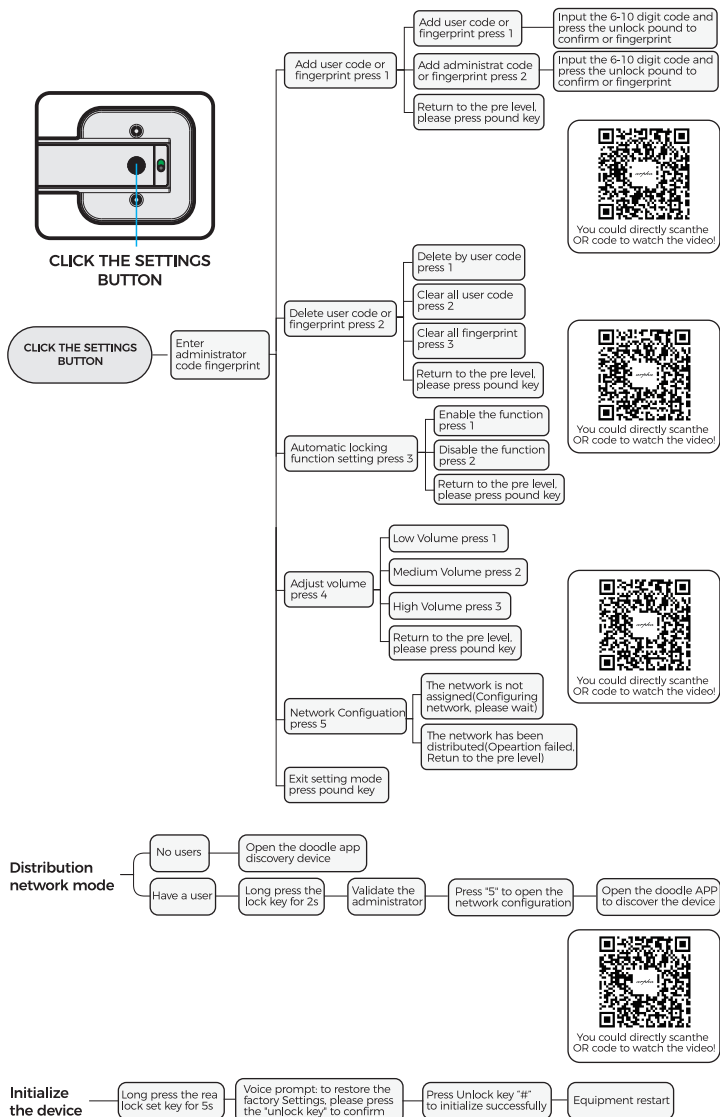 CLICK THE SETTINGS
BUTTON
CLICK THE SETTINGS
BUTTON
Enter
administrator
code fingerprint
Add user code or
fingerprint press 1
Add user code or
fingerprint press 1
Input the 6-10 digit code and
press the unlock pound to
confirm or fingerprint
Add administrat code
or fingerprint press 2
Input the 6-10 digit code and
press the unlock pound to
confirm or fingerprint
Return to the pre level,
please press pound key
You could directly scanthe
OR code to watch the video!
Delete user code or
fingerprint press 2
Delete by user code
press 1
Clear all user code
press 2
Clear all fingerprint
press 3
Return to the pre level,
please press pound key
You could directly scanthe
OR code to watch the video!
Automatic locking
function setting press 3
Enable the function
press 1
Disable the function
press 2
Return to the pre level,
please press pound key
Adjust volume
press 4
Low Volume press 1
Medium Volume press 2
High Volume press 3
Return to the pre level,
please press pound key
You could directly scanthe
OR code to watch the video!
Network Configuation
press 5
The network is not
assigned(Configuring
network, please wait)
The network has been
distributed(Opeartion failed,
Retun to the pre level)
Exit setting mode
press pound key
Distribution
network mode
No users
Open the doodle app
discovery device
Have a user
Long press the
lock key for 2s
Validate the
administrator
Press "5" to open the
network configuration
Open the doodle APP
to discover the device
You could directly scanthe
OR code to watch the video!
Initialize
the device
Long press the rea
lock set key for 5s
Voice prompt: to restore the
factory Settings, please press
the "unlock key" to confirm
Press Unlock key "#"
to initialize successfully
Equipment restart